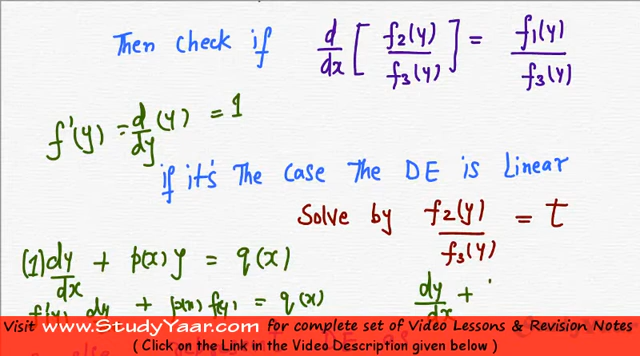 Then check if d/dx [ f2(y)/f3(y) ] = f1(y)/f3(y)
f'(y) = d/dy (y) = 1
if it's The case The DE is Linear
Solve by f2(y)/f3(y) = t
(1) dy/dx + p(x) y = q(x)
f'(y) dy + p(x) f(y) = q(x)
dy/dx +
Visit www.StudyYaar.com for complete set of Video Lessons & Revision Notes
( Click on the Link in the Video Description given below )